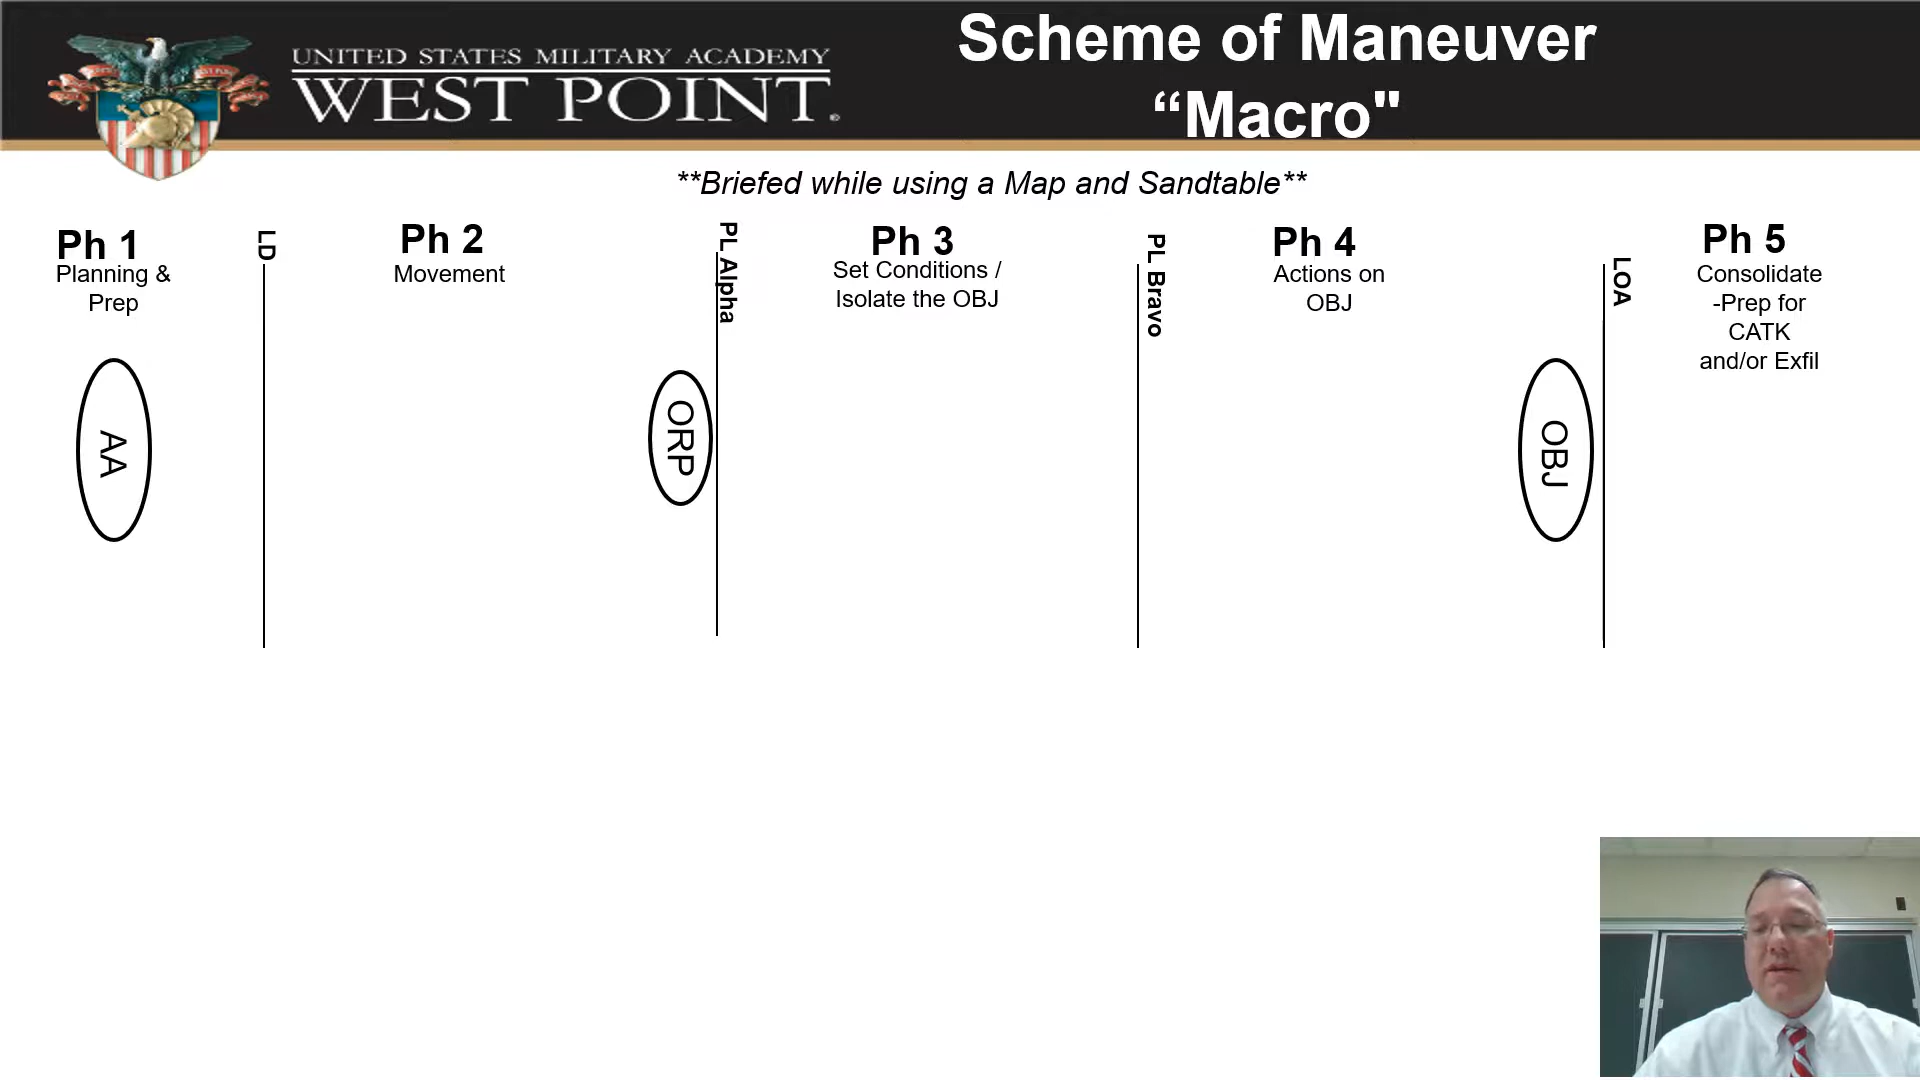 UNITED STATES MILITARY ACADEMY
WEST POINT.
Scheme of Maneuver
“Macro"
**Briefed while using a Map and Sandtable**
Ph 1
Planning &
Prep
AA
LD
Ph 2
Movement
ORP
PL Alpha
Ph 3
Set Conditions /
Isolate the OBJ
PL Bravo
Ph 4
Actions on
OBJ
OBJ
LOA
Ph 5
Consolidate
-Prep for
CATK
and/or Exfil